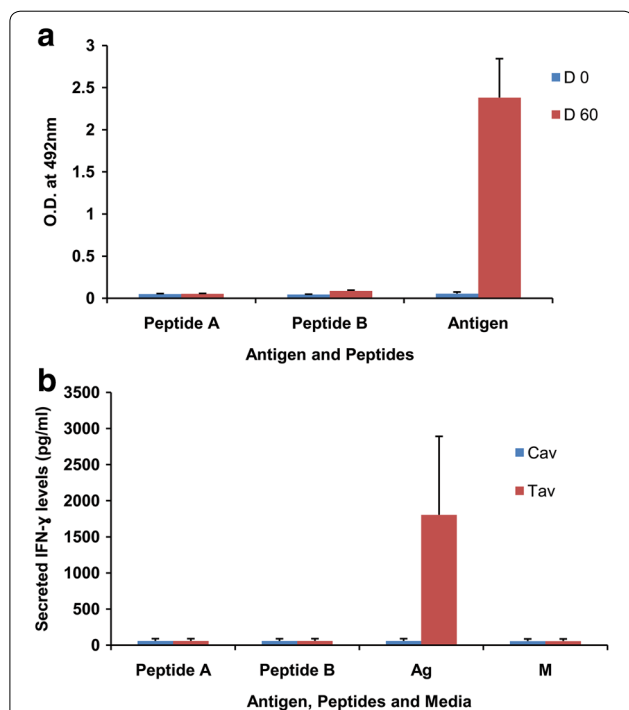 a
O.D. at 492nm
3
2.5
2
1.5
1
0.5
0
D 0
D 60
Peptide A Peptide B Antigen
Antigen and Peptides
b
Secreted IFN-ɣ levels (pg/ml)
3500
3000
2500
2000
1500
1000
500
0
Cav
Tav
Peptide A Peptide B Ag M
Antigen, Peptides and Media